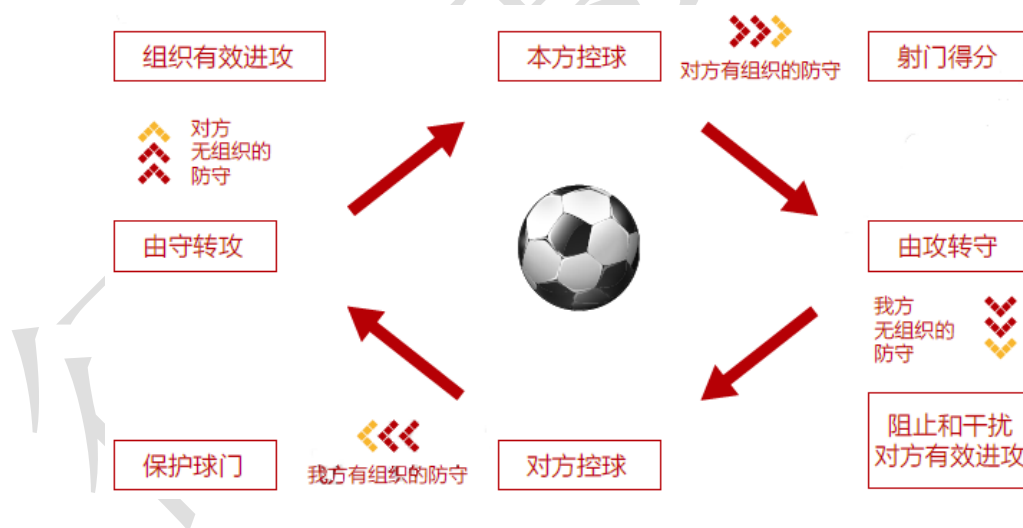 组织有效进攻
本方控球
对方有组织的防守
射门得分
对方
无组织的
防守
由守转攻
由攻转守
我方
无组织的
防守
阻止和干扰
对方有效进攻
保护球门
我方有组织的防守
对方控球